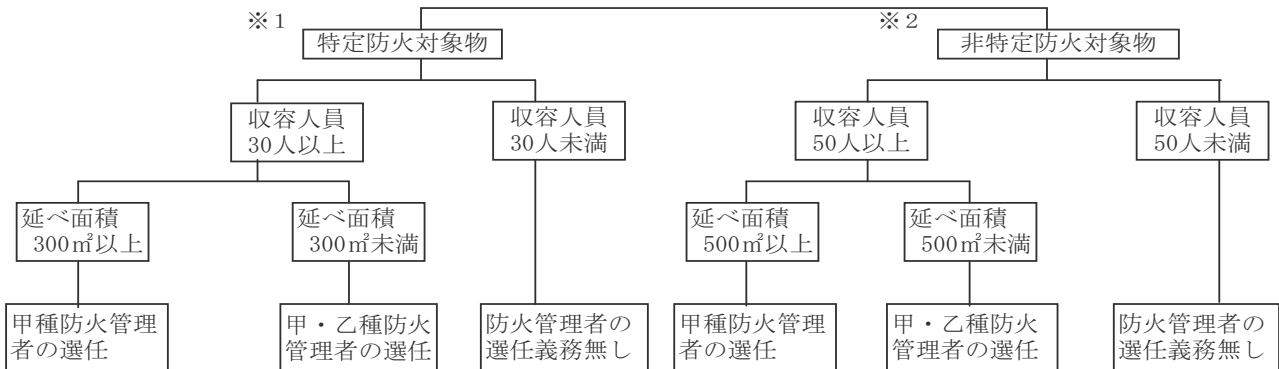 ※1
特定防火対象物
※2
非特定防火対象物
収容人員
30人以上
収容人員
30人未満
収容人員
50人以上
収容人員
50人未満
延べ面積
300㎡以上
延べ面積
300㎡未満
延べ面積
500㎡以上
延べ面積
500㎡未満
甲種防火管理
者の選任
甲・乙種防火
管理者の選任
防火管理者の
選任義務無し
甲種防火管理
者の選任
甲・乙種防火
管理者の選任
防火管理者の
選任義務無し